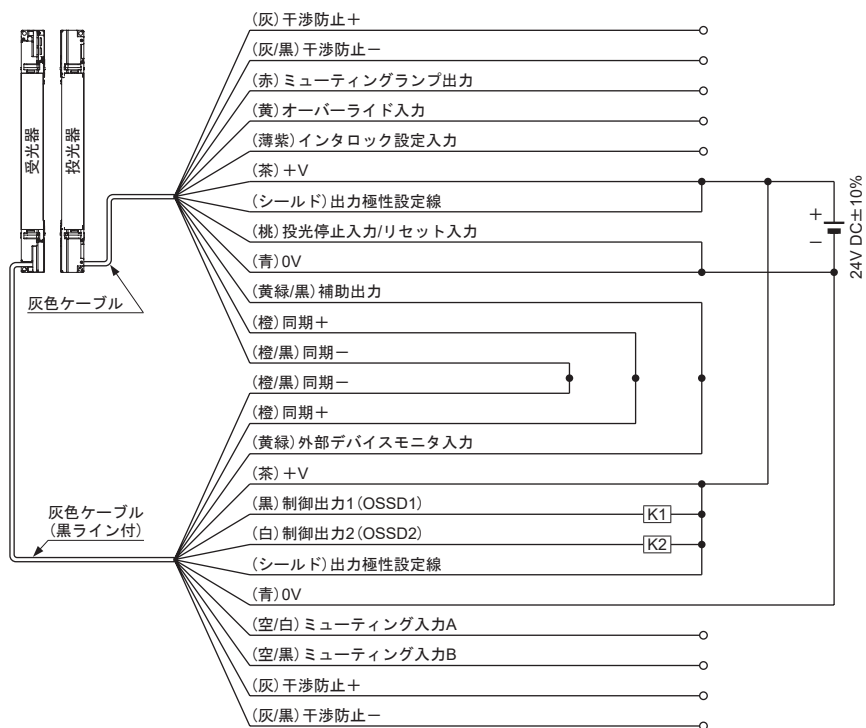 受光器
投光器
灰色ケーブル
(灰)干渉防止＋
(灰/黒)干渉防止－
(赤)ミューティングランプ出力
(黄)オーバーライド入力
(薄紫)インタロック設定入力
(茶)+V
(シールド)出力極性設定線
(桃)投光停止入力/リセット入力
(青)0V
(黄緑/黒)補助出力
(橙)同期＋
(橙/黒)同期－
＋
－
24V DC±10%
(橙/黒)同期－
(橙)同期＋
(黄緑)外部デバイスモニタ入力
(茶)+V
(黒)制御出力1(OSSD1)
K1
(白)制御出力2(OSSD2)
K2
(シールド)出力極性設定線
(青)0V
(空/白)ミューティング入力A
(空/黒)ミューティング入力B
(灰)干渉防止＋
(灰/黒)干渉防止－
灰色ケーブル
(黒ライン付)